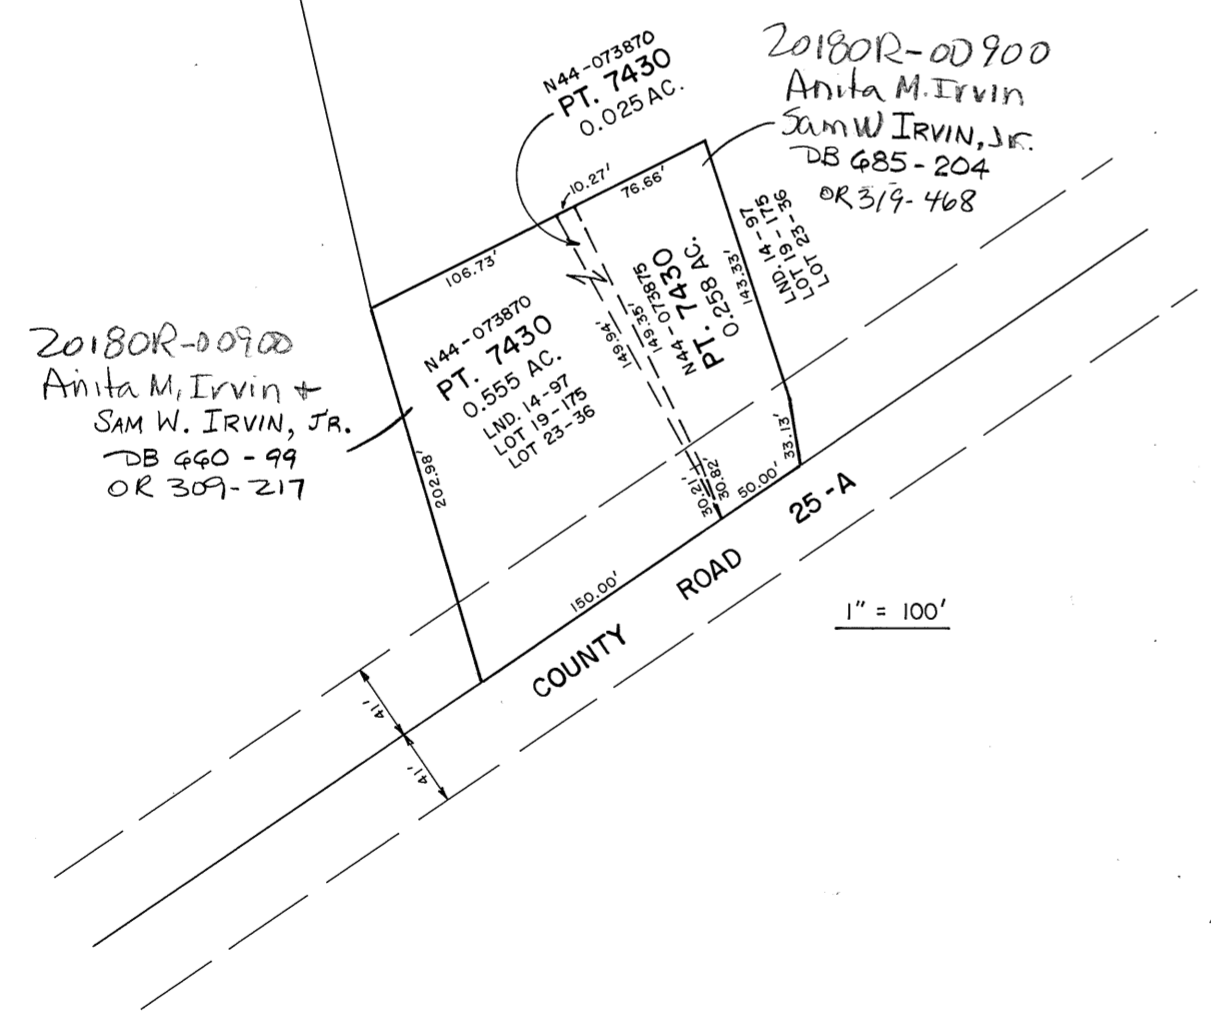 N44-073870
PT. 7430
0.025 AC.
2018OR-00900
Anita M. Irvin
Sam W IRVIN, Jr.
DB 685-204
OR 319-468
10.27'
76.66'
106.73'
LND. 14-97
LOT 19-175
LOT 23-36
143.33'
N44-073875
PT. 7430
0.258 AC.
149.35'
149.94'
N44-073870
PT. 7430
0.555 AC.
LND. 14-97
LOT 19-175
LOT 23-36
2018OR-00900
Anita M. Irvin +
SAM W. IRVIN, JR.
DB 660-99
OR 309-217
202.98'
33.13'
30.21'
30.82'
50.00'
150.00'
COUNTY ROAD 25-A
1" = 100'
41'
41'